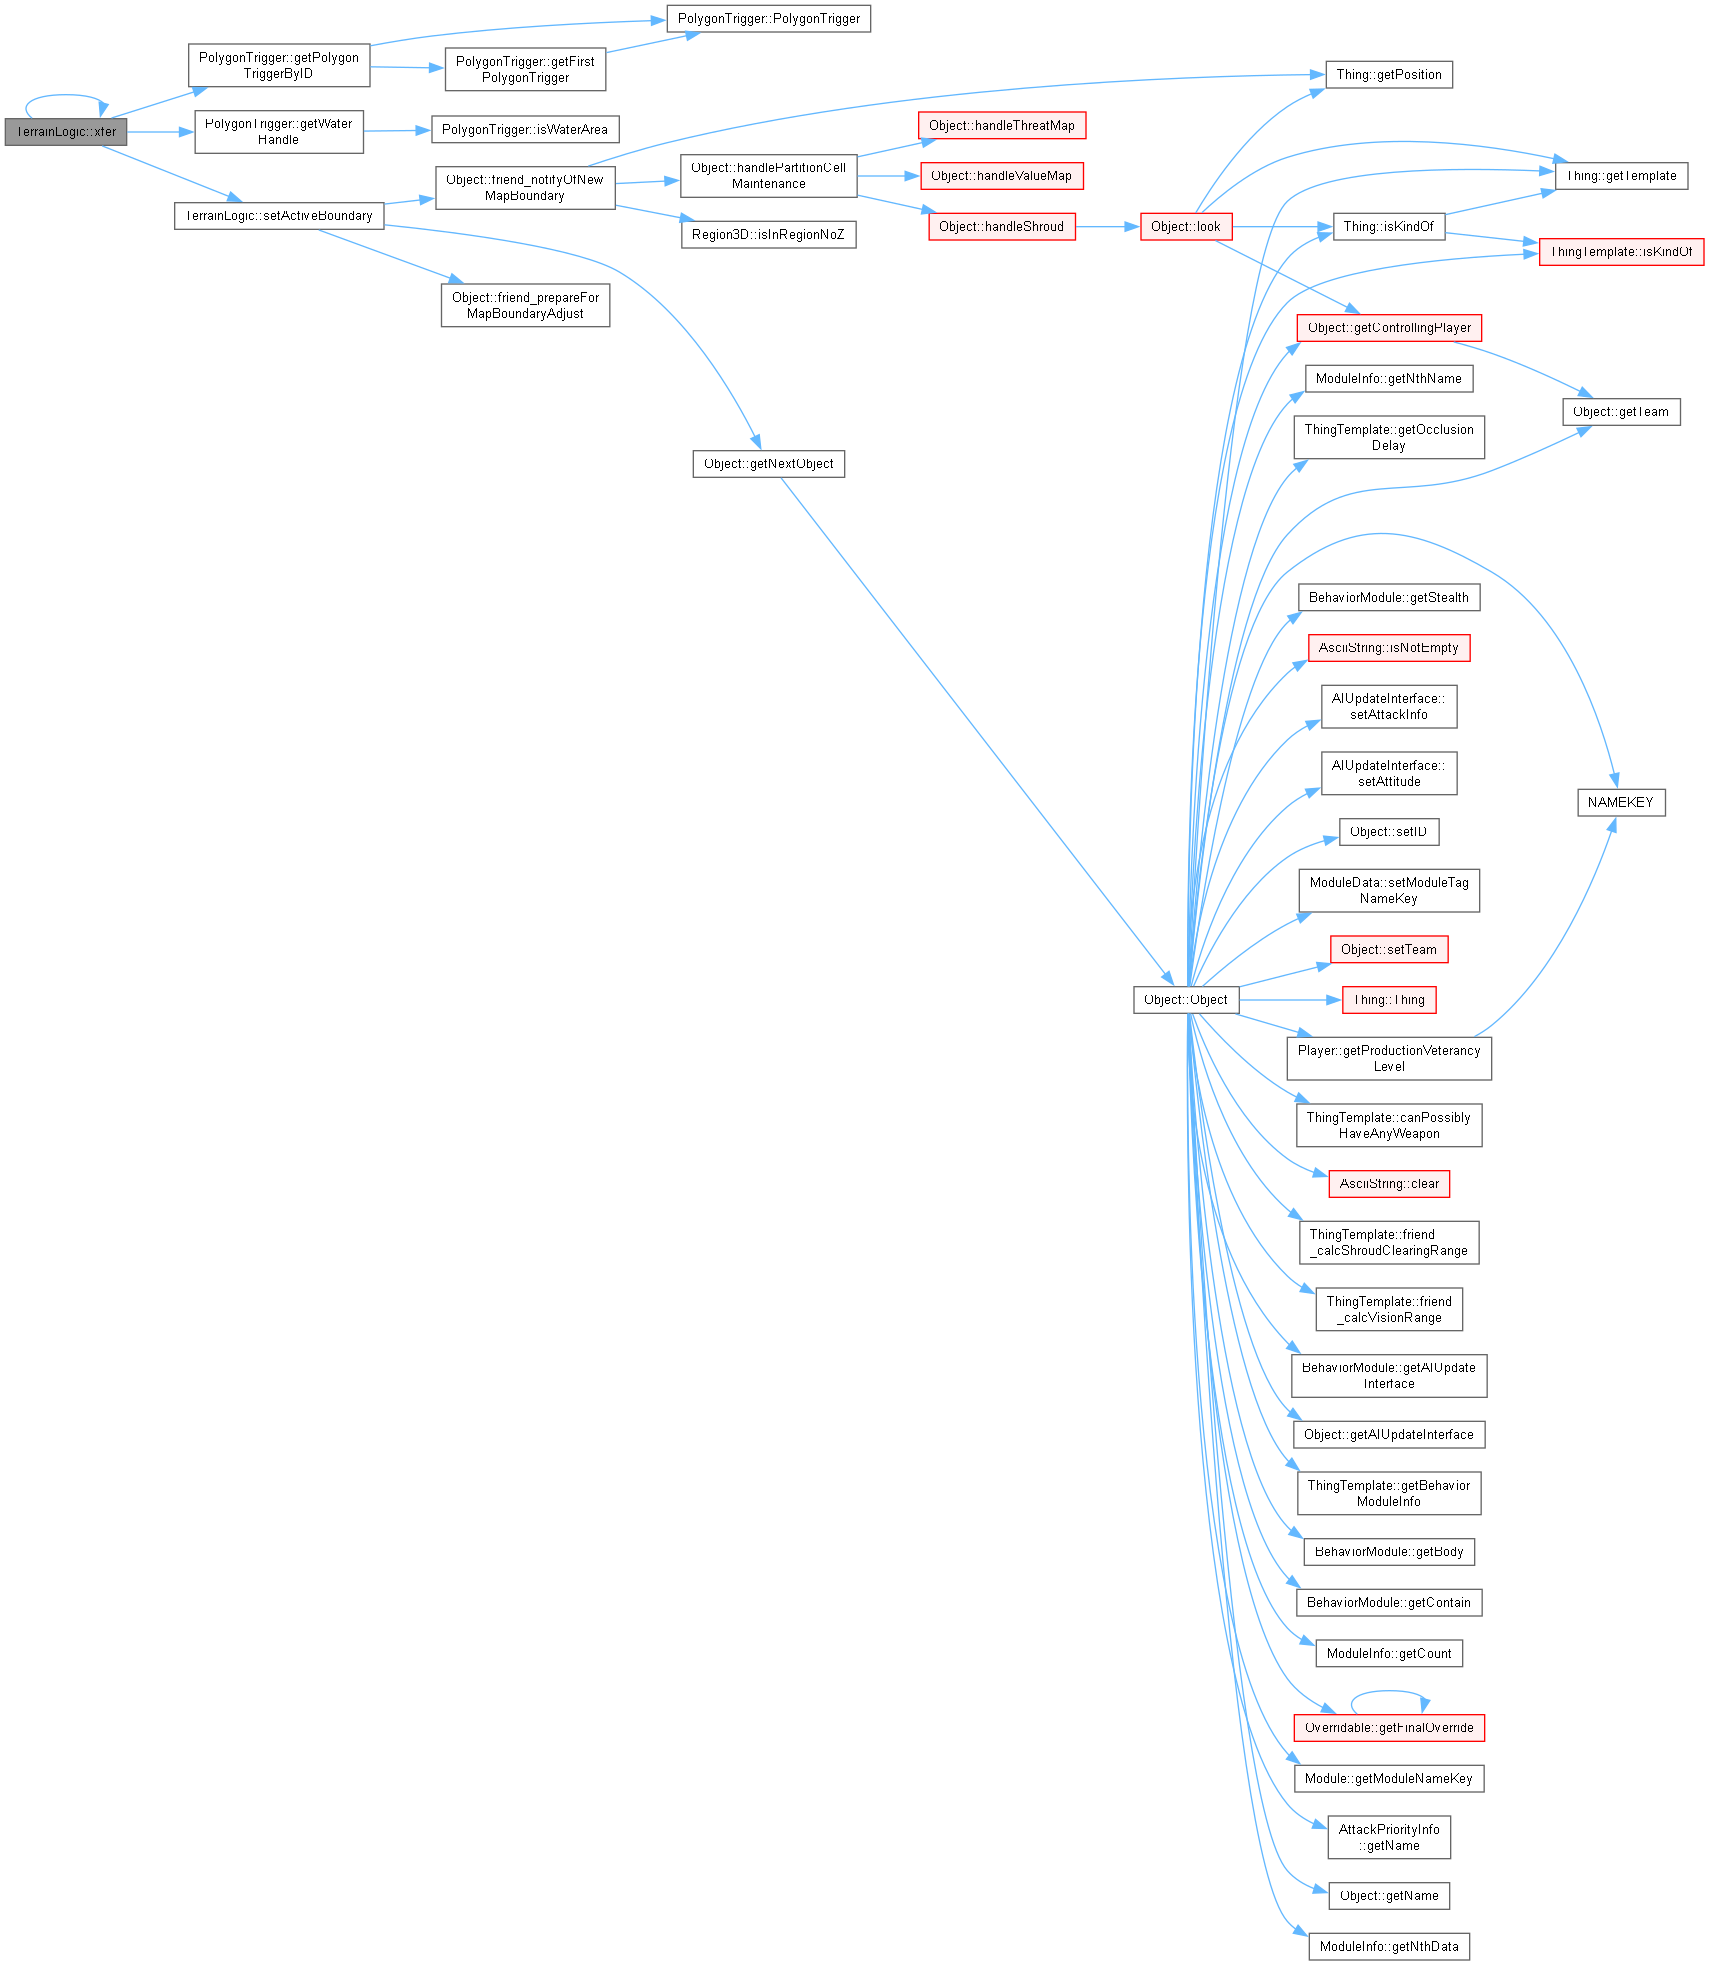 PolygonTrigger::PolygonTrigger
PolygonTrigger::getPolygon
TriggerByID
PolygonTrigger::getFirst
PolygonTrigger
TerrainLogic::xfer
PolygonTrigger::getWater
Handle
PolygonTrigger::isWaterArea
TerrainLogic::setActiveBoundary
Object::friend_notifyOfNew
MapBoundary
Object::handlePartitionCell
Maintenance
Region3D::isInRegionNoZ
Object::friend_prepareFor
MapBoundaryAdjust
Object::getNextObject
Object::handleThreatMap
Object::handleValueMap
Object::handleShroud
Object::look
Object::Object
Thing::getPosition
Thing::getTemplate
Thing::isKindOf
ThingTemplate::isKindOf
Object::getControllingPlayer
ModuleInfo::getNthName
Object::getTeam
ThingTemplate::getOcclusion
Delay
BehaviorModule::getStealth
AsciiString::isNotEmpty
AIUpdateInterface::
setAttackInfo
AIUpdateInterface::
setAttitude
NAMEKEY
Object::setID
ModuleData::setModuleTag
NameKey
Object::setTeam
Thing::Thing
Player::getProductionVeterancy
Level
ThingTemplate::canPossibly
HaveAnyWeapon
AsciiString::clear
ThingTemplate::friend
_calcShroudClearingRange
ThingTemplate::friend
_calcVisionRange
BehaviorModule::getAIUpdate
Interface
Object::getAIUpdateInterface
ThingTemplate::getBehavior
ModuleInfo
BehaviorModule::getBody
BehaviorModule::getContain
ModuleInfo::getCount
Overridable::getFinalOverride
Module::getModuleNameKey
AttackPriorityInfo
::getName
Object::getName
ModuleInfo::getNthData